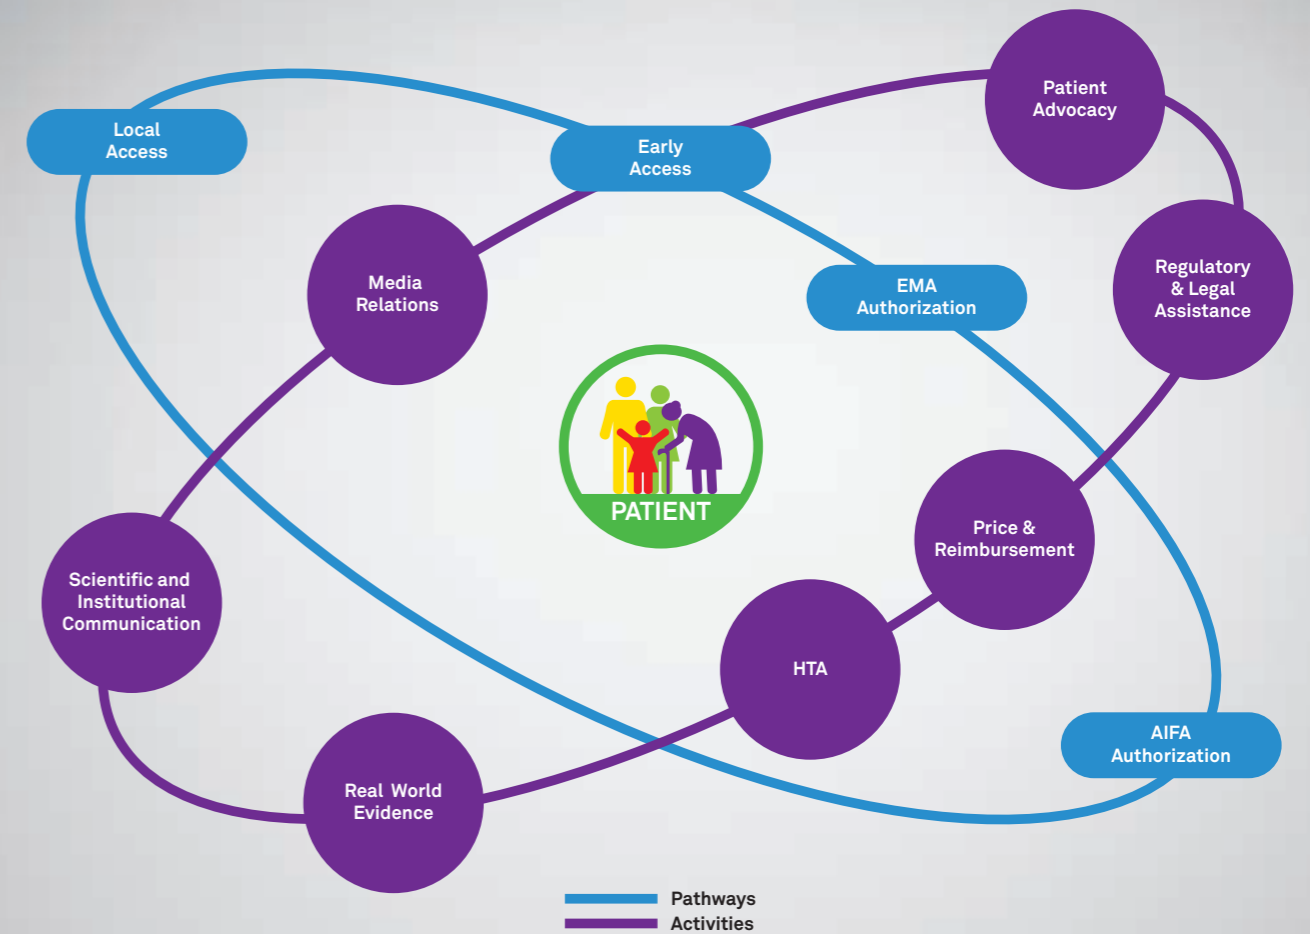 Patient
Advocacy
Local
Access
Early
Access
Media
Relations
EMA
Authorization
Regulatory
& Legal
Assistance
PATIENT
Price &
Reimbursement
Scientific and
Institutional
Communication
HTA
AIFA
Authorization
Real World
Evidence
Pathways
Activities